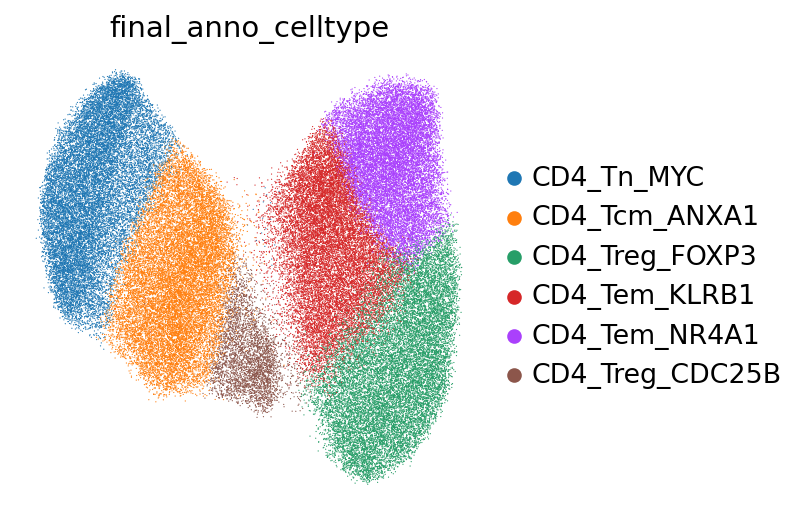 final_anno_celltype
CD4_Tn_MYC
CD4_Tcm_ANXA1
CD4_Treg_FOXP3
CD4_Tem_KLRB1
CD4_Tem_NR4A1
CD4_Treg_CDC25B